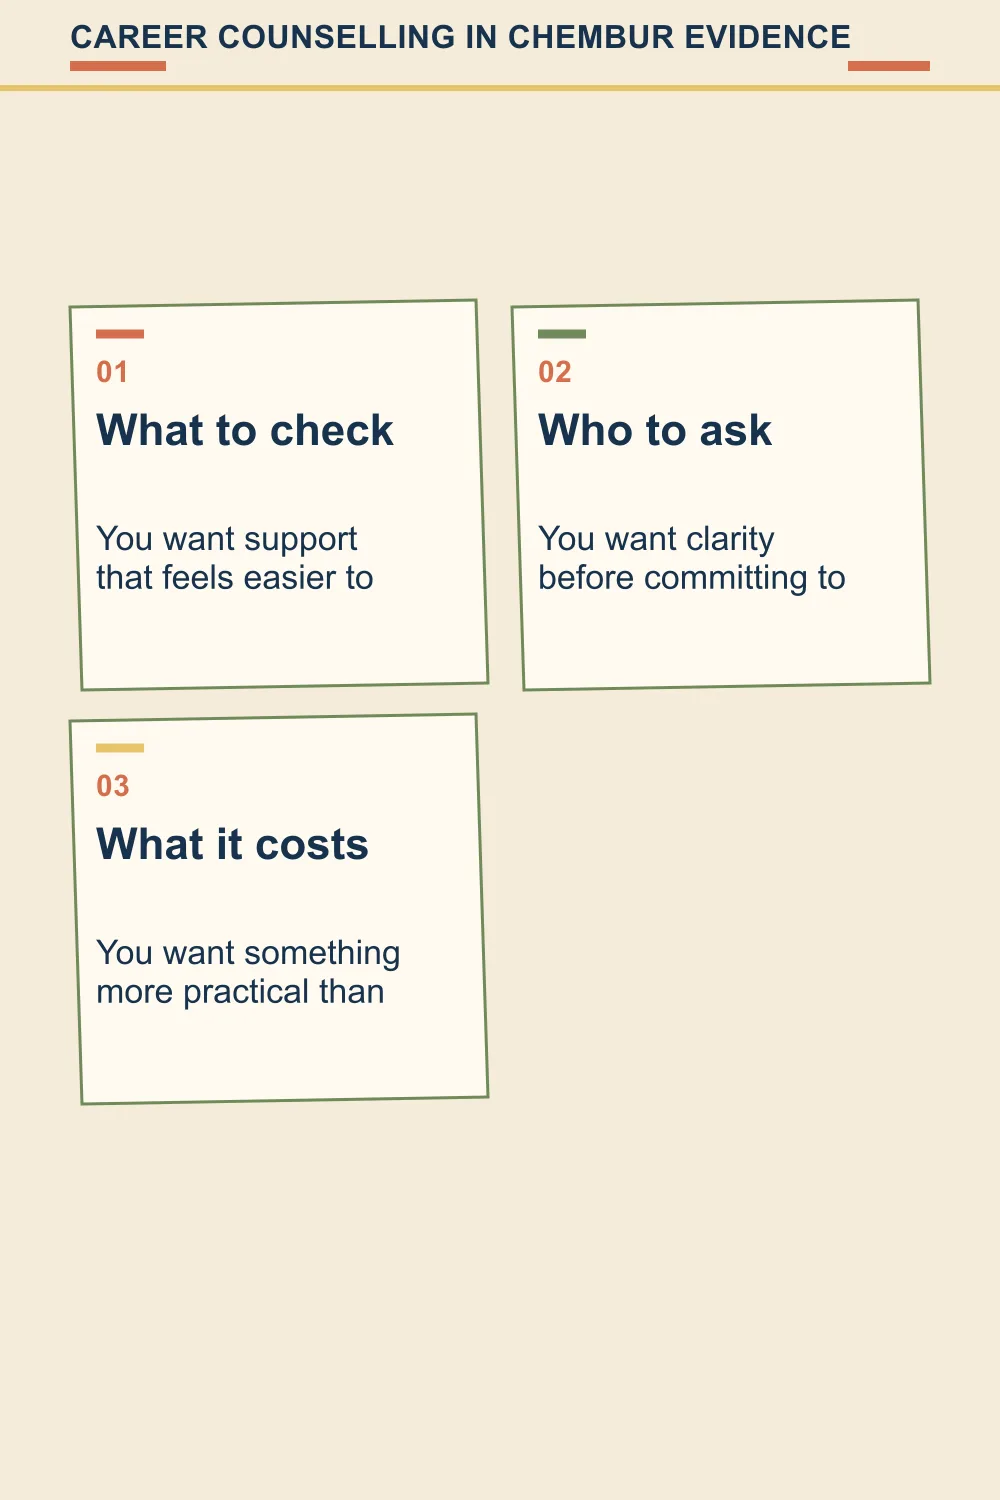 CAREER COUNSELLING IN CHEMBUR EVIDENCE
01
What to check
You want support
that feels easier to
02
Who to ask
You want clarity
before committing to
03
What it costs
You want something
more practical than